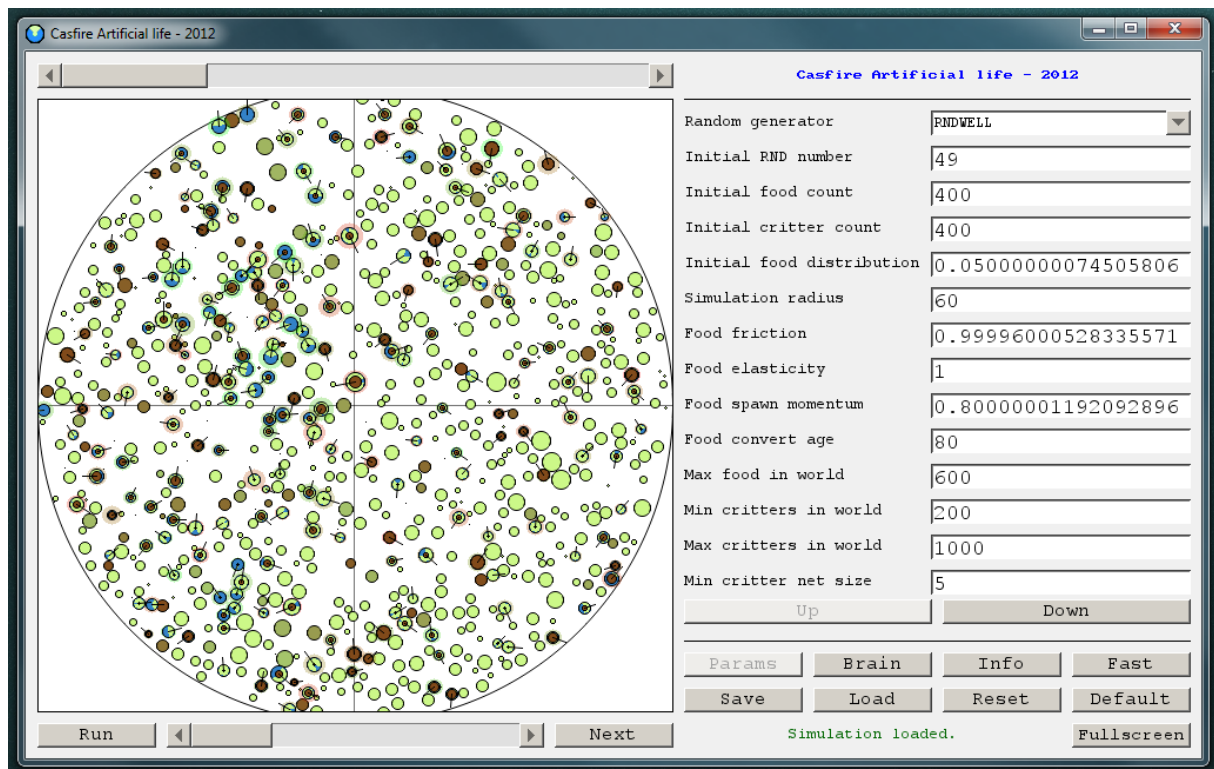 Casfire Artificial life - 2012
Casfire Artificial life - 2012
Random generator RNDWELL
Initial RND number 49
Initial food count 400
Initial critter count 400
Initial food distribution 0.05000000074505806
Simulation radius 60
Food friction 0.99996000528335571
Food elasticity 1
Food spawn momentum 0.80000001192092896
Food convert age 80
Max food in world 600
Min critters in world 200
Max critters in world 1000
Min critter net size 5
Up Down
Params Brain Info Fast
Save Load Reset Default
Run Next Simulation loaded. Fullscreen